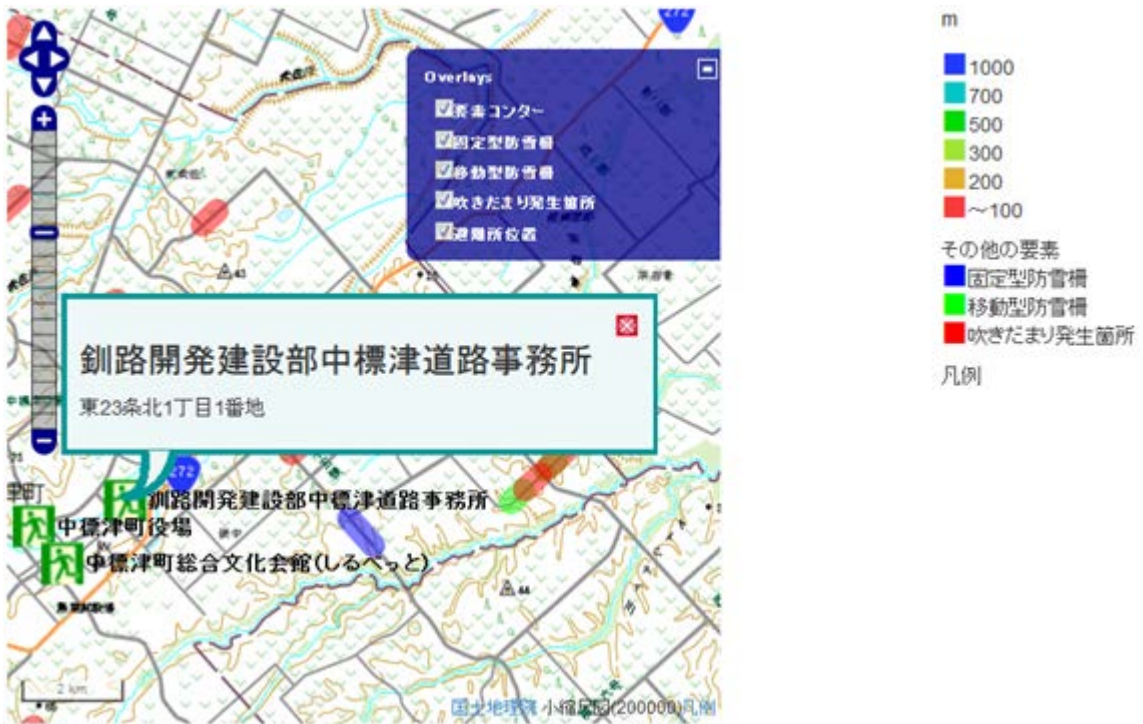 272
Overlays
要素コンター
固定型防雪柵
移動型防雪柵
吹きだまり発生箇所
避難所位置
43
釧路開発建設部中標津道路事務所
東23条北1丁目1番地
272
釧路開発建設部中標津道路事務所
中標津町役場
中標津町総合文化会館(しるべっと)
44
2 km
国土地理院 小縮尺図(200000)凡例
m
1000
700
500
300
200
～100
その他の要素
固定型防雪柵
移動型防雪柵
吹きだまり発生箇所
凡例